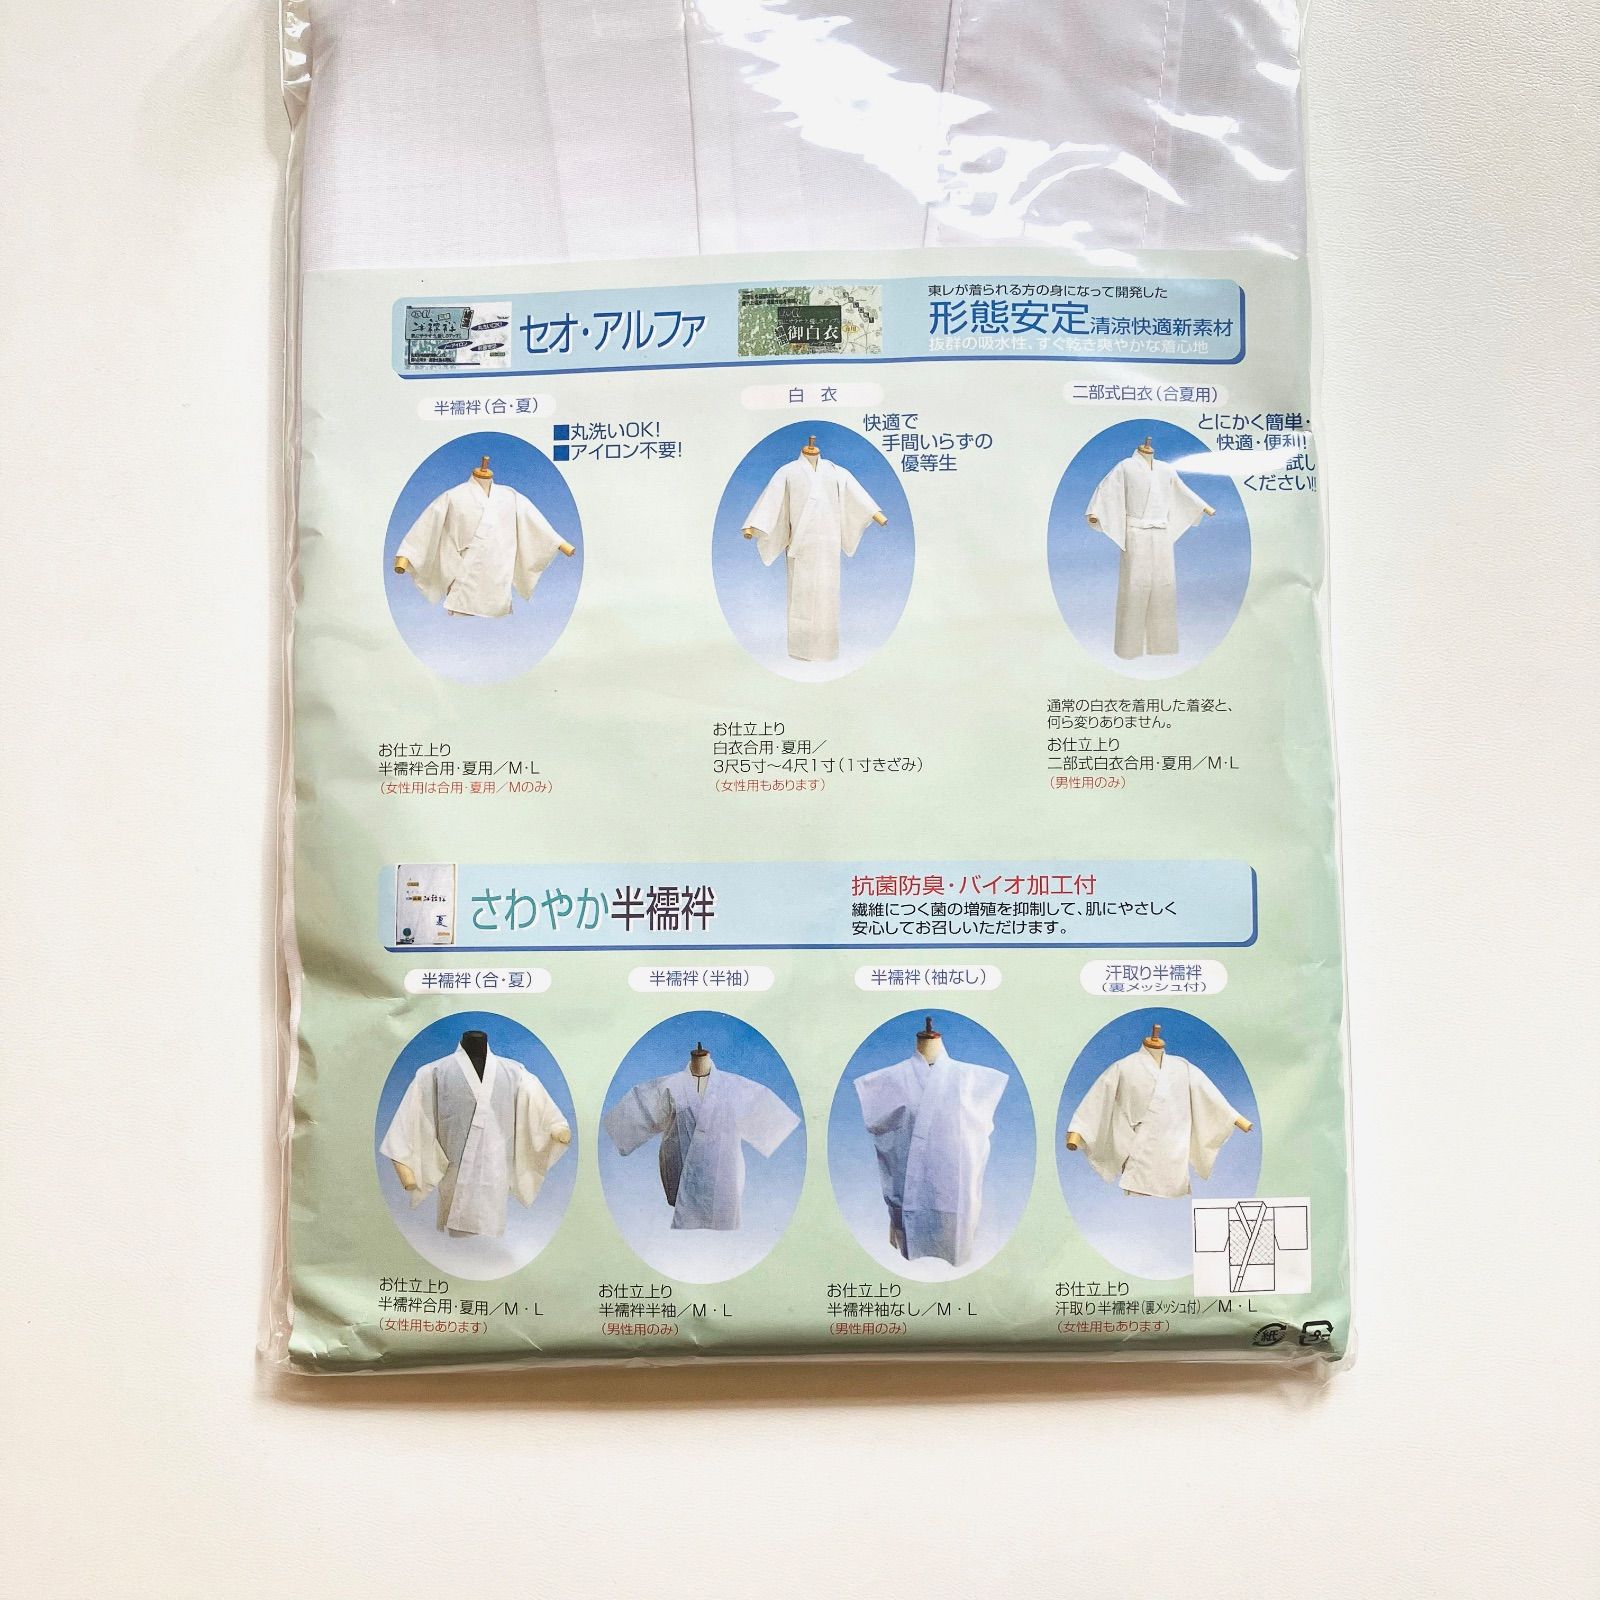 セオ・アルファ
御白衣
東レが着られる方の身になって開発した
形態安定 清涼快適新素材
抜群の吸水性、すぐ乾き爽やかな着心地
半襦袢(合・夏)
■丸洗いOK!
■アイロン不要!
お仕立上り
半襦袢合用・夏用/M・L
(女性用は合用・夏用/Mのみ)
白 衣
快適で
手間いらずの
優等生
お仕立上り
白衣合用・夏用/
3尺5寸〜4尺1寸(1寸きざみ)
(女性用もあります)
二部式白衣(合夏用)
とにかく簡単・
快適・便利!
試し
ください!!
通常の白衣を着用した着姿と、
何ら変りありません。
お仕立上り
二部式白衣合用・夏用/M・L
(男性用のみ)
夏
さわやか半襦袢
抗菌防臭・バイオ加工付
繊維につく菌の増殖を抑制して、肌にやさしく
安心してお召しいただけます。
半襦袢(合・夏)
お仕立上り
半襦袢合用・夏用/M・L
(女性用もあります)
半襦袢(半袖)
お仕立上り
半襦袢半袖/M・L
(男性用のみ)
半襦袢(袖なし)
お仕立上り
半襦袢袖なし/M・L
(男性用のみ)
汗取り半襦袢
(裏メッシュ付)
お仕立上り
汗取り半襦袢(裏メッシュ付)/M・L
(女性用もあります)
紙